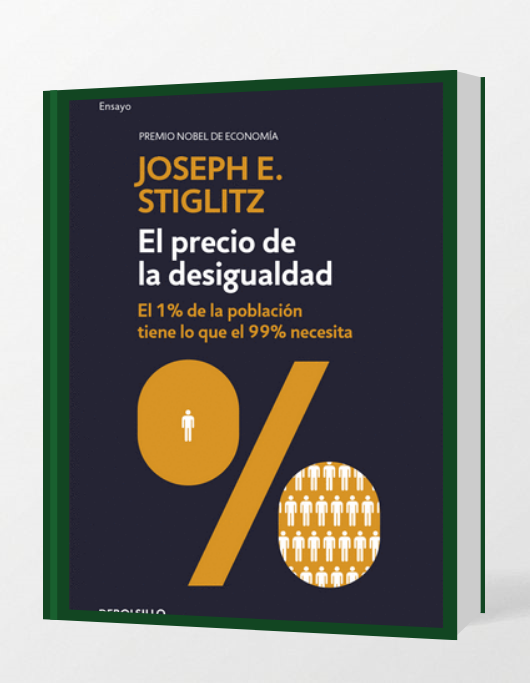 Ensayo
PREMIO NOBEL DE ECONOMÍA
JOSEPH E.
STIGLITZ
El precio de
la desigualdad
El 1% de la población
tiene lo que el 99% necesita
DEBOLSILLO